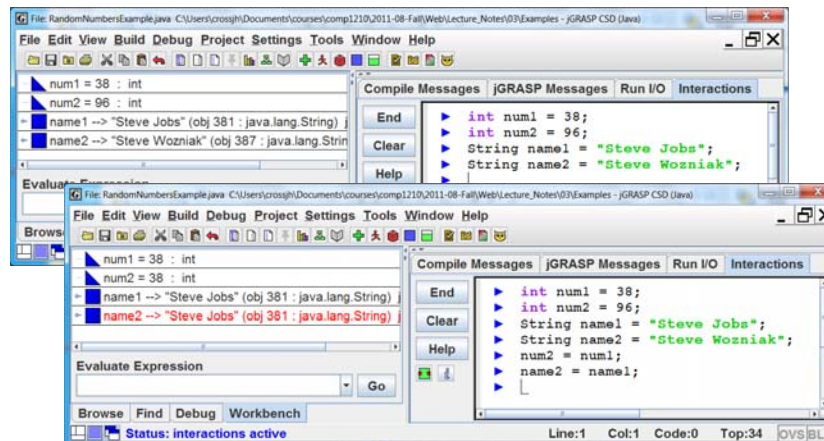 File: RandomNumbersExample.java C:\Users\crossjh\Documents\courses\comp1210\2011-08-Fall\Web\Lecture_Notes\03\Examples - jGRASP CSD (Java)
File Edit View Build Debug Project Settings Tools Window Help
num1 = 38 : int
num2 = 96 : int
name1 --> "Steve Jobs" (obj 381 : java.lang.String) j
name2 --> "Steve Wozniak" (obj 387 : java.lang.Strin
Compile Messages jGRASP Messages Run I/O Interactions
End
Clear
Help
int num1 = 38;
int num2 = 96;
String name1 = "Steve Jobs";
String name2 = "Steve Wozniak";
Evaluate
Brows
File: RandomNumbersExample.java C:\Users\crossjh\Documents\courses\comp1210\2011-08-Fall\Web\Lecture_Notes\03\Examples - jGRASP CSD (Java)
File Edit View Build Debug Project Settings Tools Window Help
num1 = 38 : int
num2 = 38 : int
name1 --> "Steve Jobs" (obj 381 : java.lang.String) j
name2 --> "Steve Jobs" (obj 381 : java.lang.String) j
Evaluate Expression
Go
Browse Find Debug Workbench
Compile Messages jGRASP Messages Run I/O Interactions
End
Clear
Help
int num1 = 38;
int num2 = 96;
String name1 = "Steve Jobs";
String name2 = "Steve Wozniak";
num2 = num1;
name2 = name1;
Status: interactions active
Line:1 Col:1 Code:0 Top:34 OVS BL